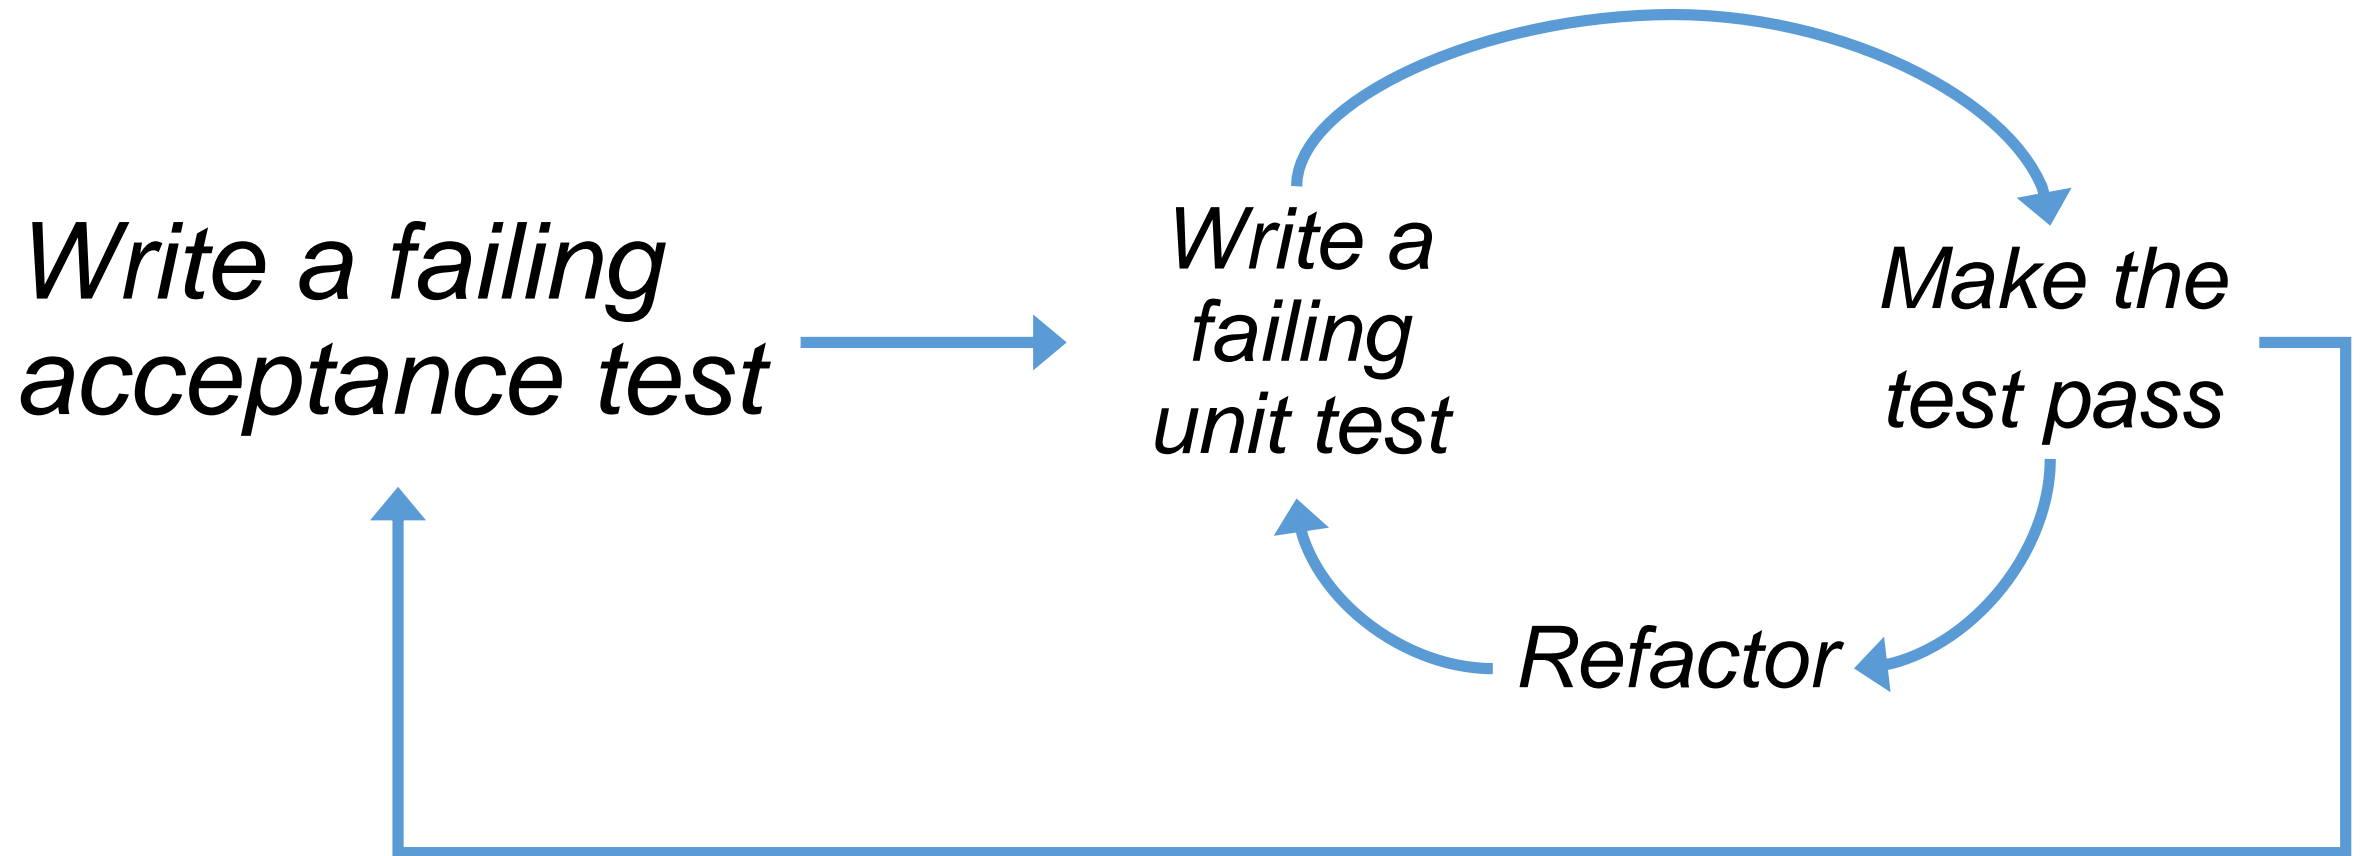 Write a failing
acceptance test
Write a
failing
unit test
Make the
test pass
Refactor